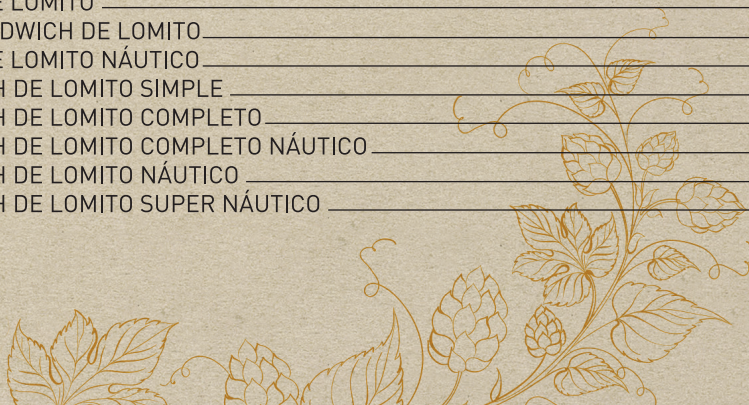 E LOMITO
DWICH DE LOMITO
E LOMITO NÁUTICO
H DE LOMITO SIMPLE
H DE LOMITO COMPLETO
H DE LOMITO COMPLETO NÁUTICO
H DE LOMITO NÁUTICO
H DE LOMITO SUPER NÁUTICO